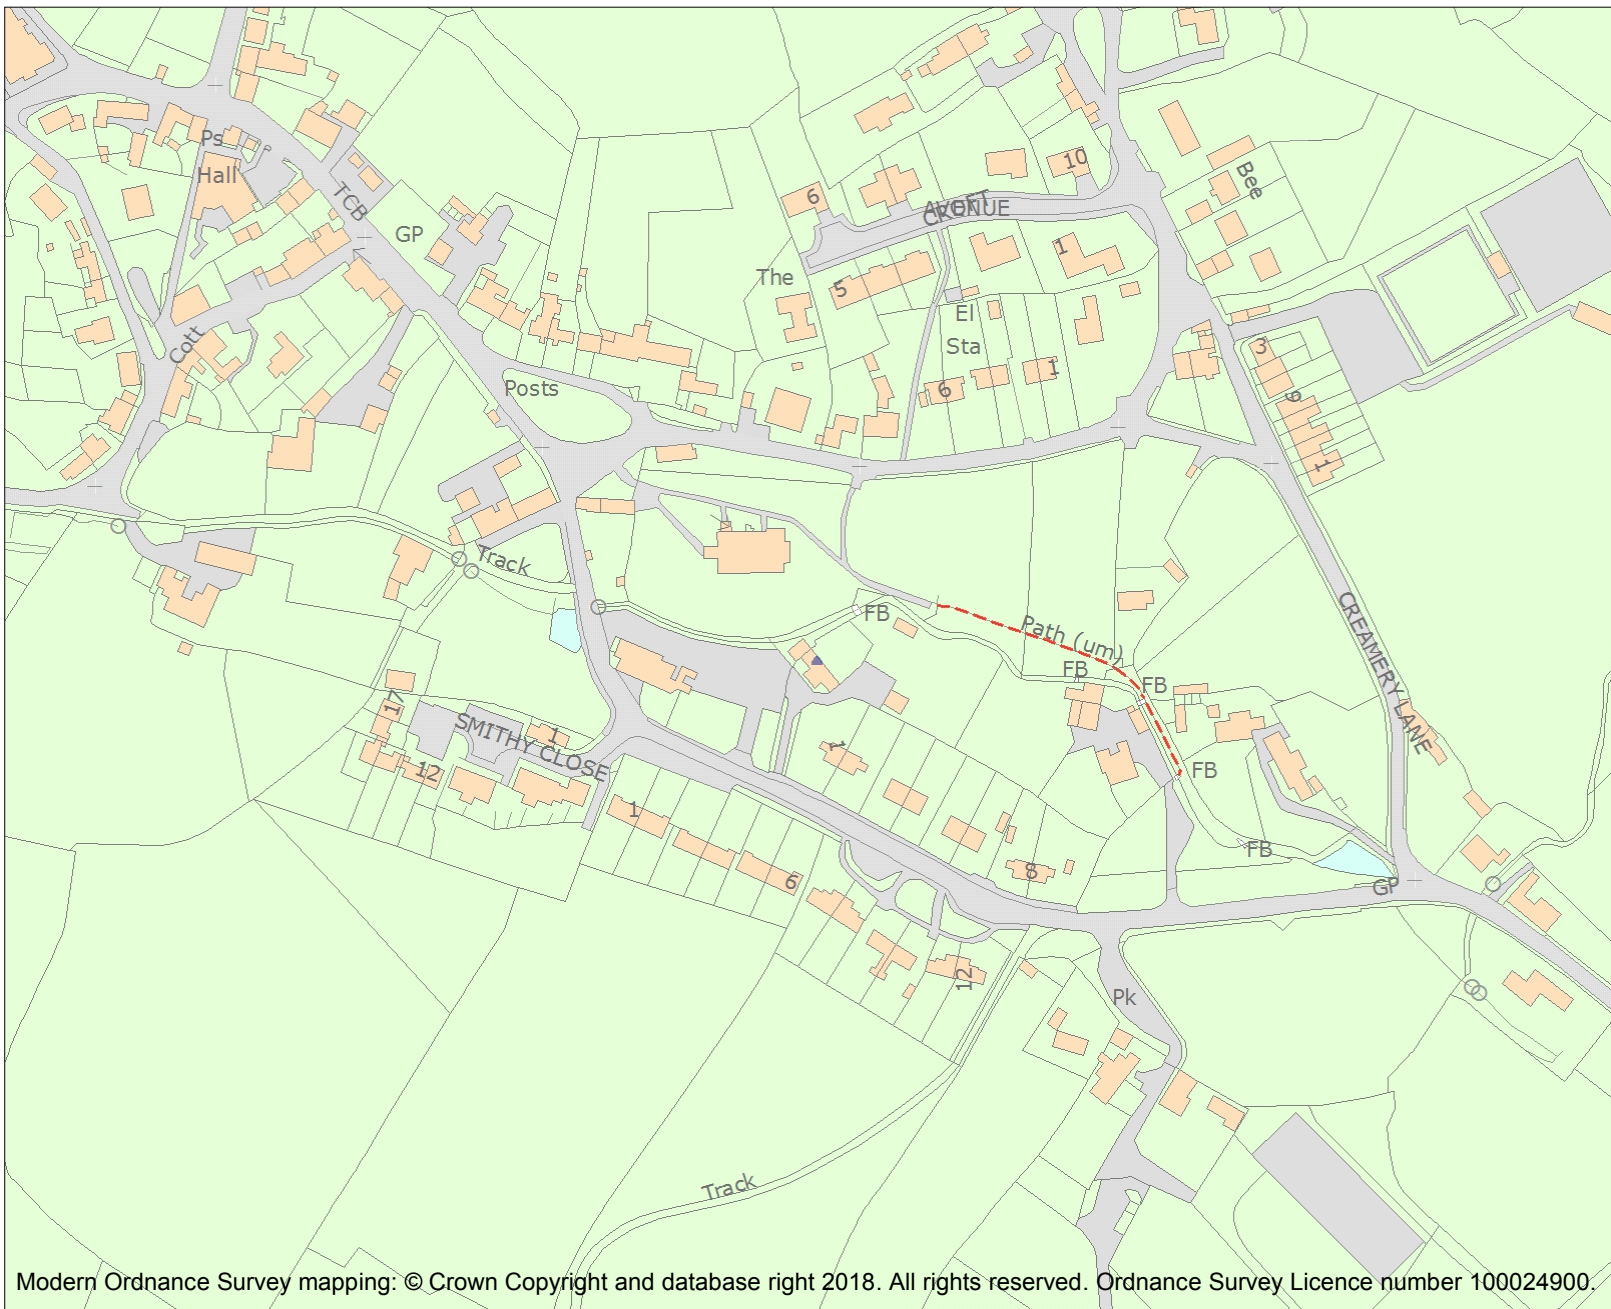 Ps
Hall
10
Bee
TCB
6
AVENUE
CROFT
GP
1
The
5
El
Sta
Cott
3
Posts
6
1
9
1
Track
CREAMERY LANE
FB
Path (um)
FB
FB
17
SMITHY CLOSE
1
1
12
FB
1
FB
8
6
GP
12
Pk
Track
Modern Ordnance Survey mapping: © Crown Copyright and database right 2018. All rights reserved. Ordnance Survey Licence number 100024900.